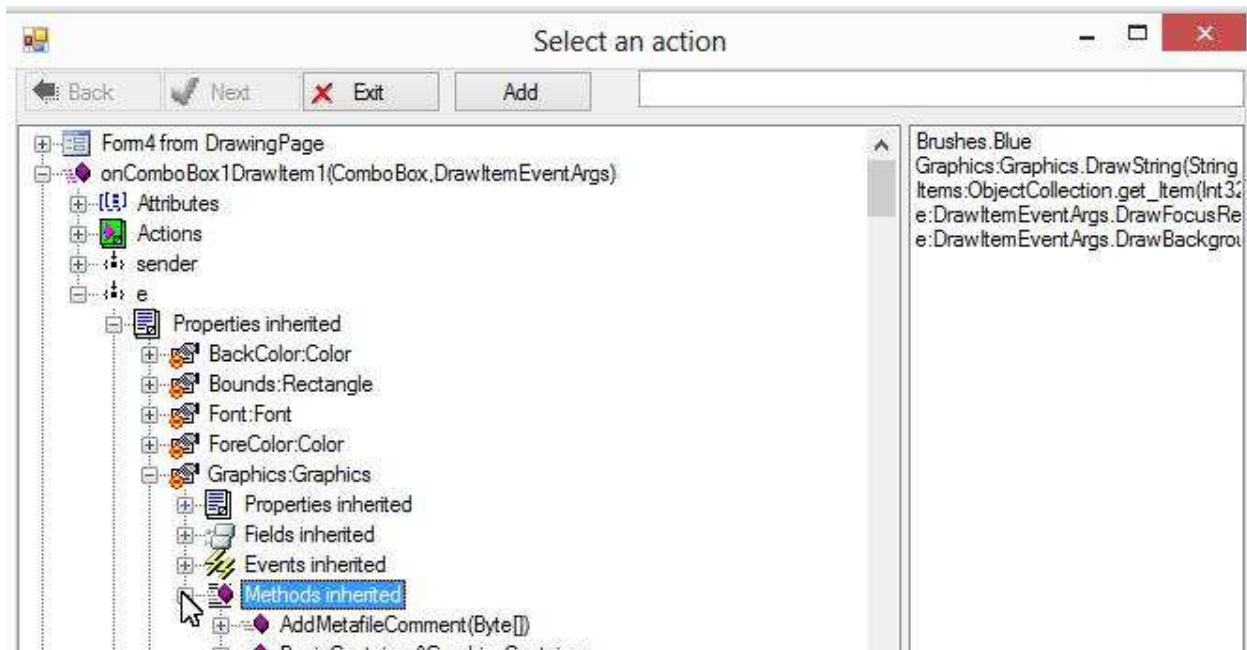 Select an action
Back Next Exit Add
Form4 from DrawingPage
onComboBox1DrawItem1(ComboBox,DrawItemEventArgs)
Attributes
Actions
sender
e
Properties inherited
BackColor:Color
Bounds:Rectangle
Font:Font
ForeColor:Color
Graphics:Graphics
Properties inherited
Fields inherited
Events inherited
Methods inherited
AddMetafileComment(Byte[])
Brushes.Blue
Graphics:Graphics.DrawString(String
Items:ObjectCollection.get_Item(Int32
e:DrawItemEventArgs.DrawFocusRe
e:DrawItemEventArgs.DrawBackgrou